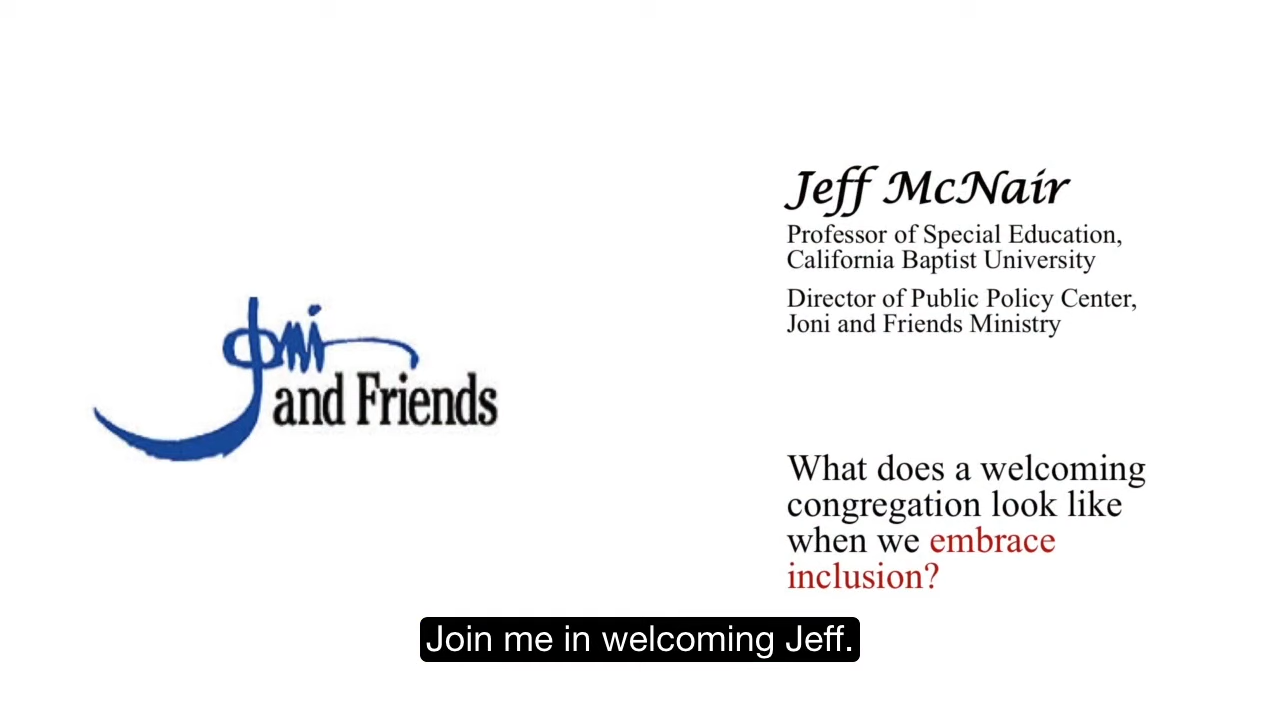 Joni
and Friends
Jeff McNair
Professor of Special Education,
California Baptist University
Director of Public Policy Center,
Joni and Friends Ministry
What does a welcoming
congregation look like
when we embrace
inclusion?
Join me in welcoming Jeff.